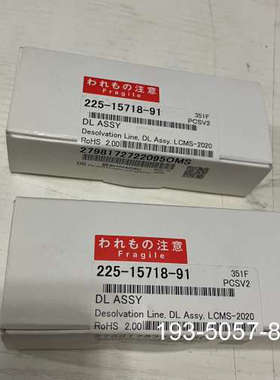 われもの注意
Fragile
225-15718-91
351F
PCSV2
DL ASSY
Desolvation Line, DL Assy. LCMS-2020
RoHS 2.00
われもの注意
Fragile
225-15718-91
351F
PCSV2
DL ASSY
Desolvation Line, DL Assy. LCMS-2020
RoHS 2.00
193-5057-8